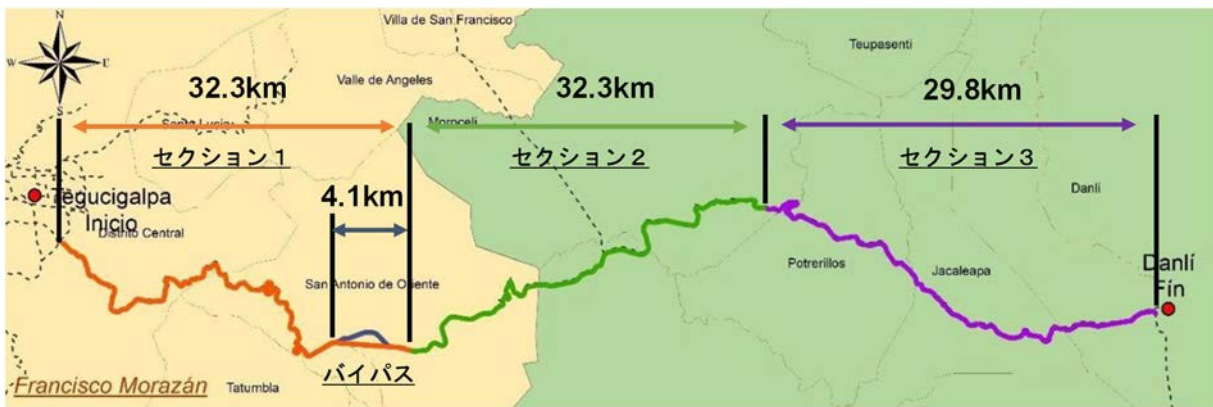 N
W
E
S
Villa de San Francisco
Teupasenti
Valle de Angeles
32.3km
32.3km
29.8km
Santa Lucia
Moroceli
セクション1
セクション2
セクション3
Danli
4.1km
Tegucigalpa
Inicio
Distrito Central
San Antonio de Oriente
Potrerillos
Jacaleapa
Danlí
Fín
バイパス
Francisco Morazán
Tatumbla